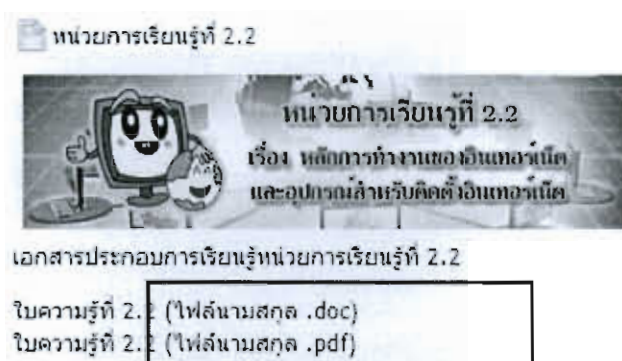 หน่วยการเรียนรู้ที่ 2.2
หน่วยการเรียนรู้ที่ 2.2
เรื่อง หลักการทำงานของอินเทอร์เน็ต
และอุปกรณ์สำหรับติดตั้งอินเทอร์เน็ต
เอกสารประกอบการเรียนรู้หน่วยการเรียนรู้ที่ 2.2
ใบความรู้ที่ 2.2 (ไฟล์นามสกุล .doc)
ใบความรู้ที่ 2.2 (ไฟล์นามสกุล .pdf)